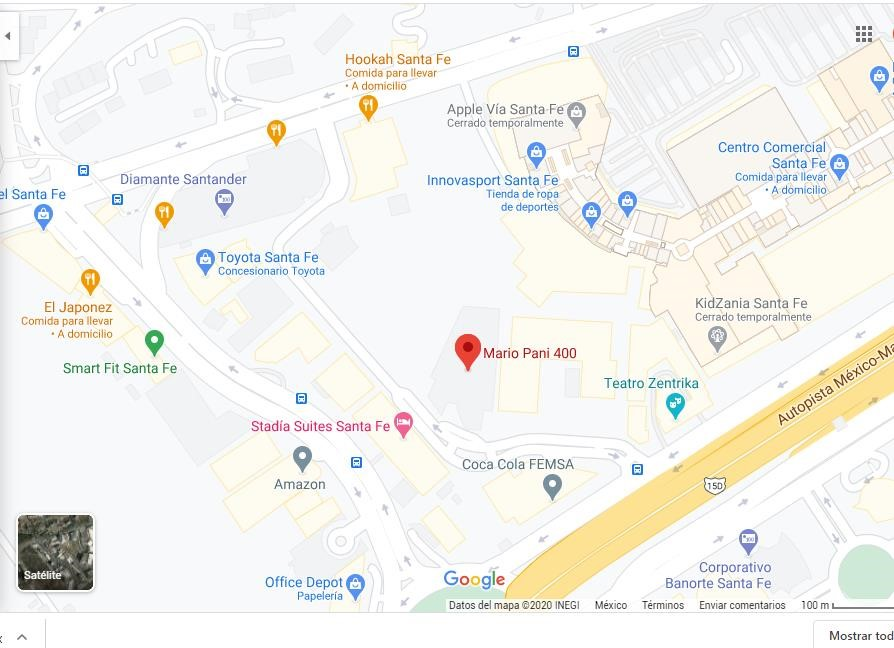 Hookah Santa Fe
Comida para llevar
• A domicilio
Apple Vía Santa Fe
Cerrado temporalmente
Centro Comercial
Santa Fe
Comida para llevar
• A domicilio
Diamante Santander
Innovasport Santa Fe
Tienda de ropa
de deportes
el Santa Fe
Toyota Santa Fe
Concesionario Toyota
El Japonez
Comida para llevar
• A domicilio
KidZania Santa Fe
Cerrado temporalmente
Mario Pani 400
Smart Fit Santa Fe
Teatro Zentrika
Autopista México-Ma
Stadía Suites Santa Fe
Coca Cola FEMSA
Amazon
15D
Satélite
Corporativo
Banorte Santa Fe
Office Depot
Papelería
Google
Datos del mapa ©2020 INEGI México Términos Enviar comentarios 100 m
Mostrar tod